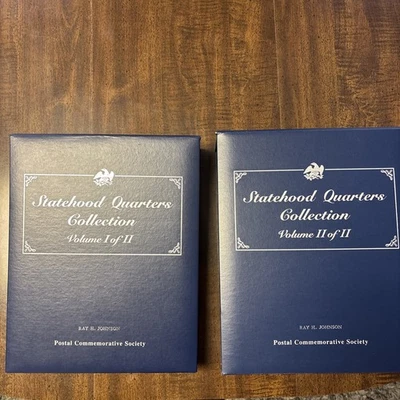 Statehood Quarters
Collection
Volume I of II
RAY H. JOHNSON
Postal Commemorative Society
Statehood Quarters
Collection
Volume II of II
RAY H. JOHNSON
Postal Commemorative Society